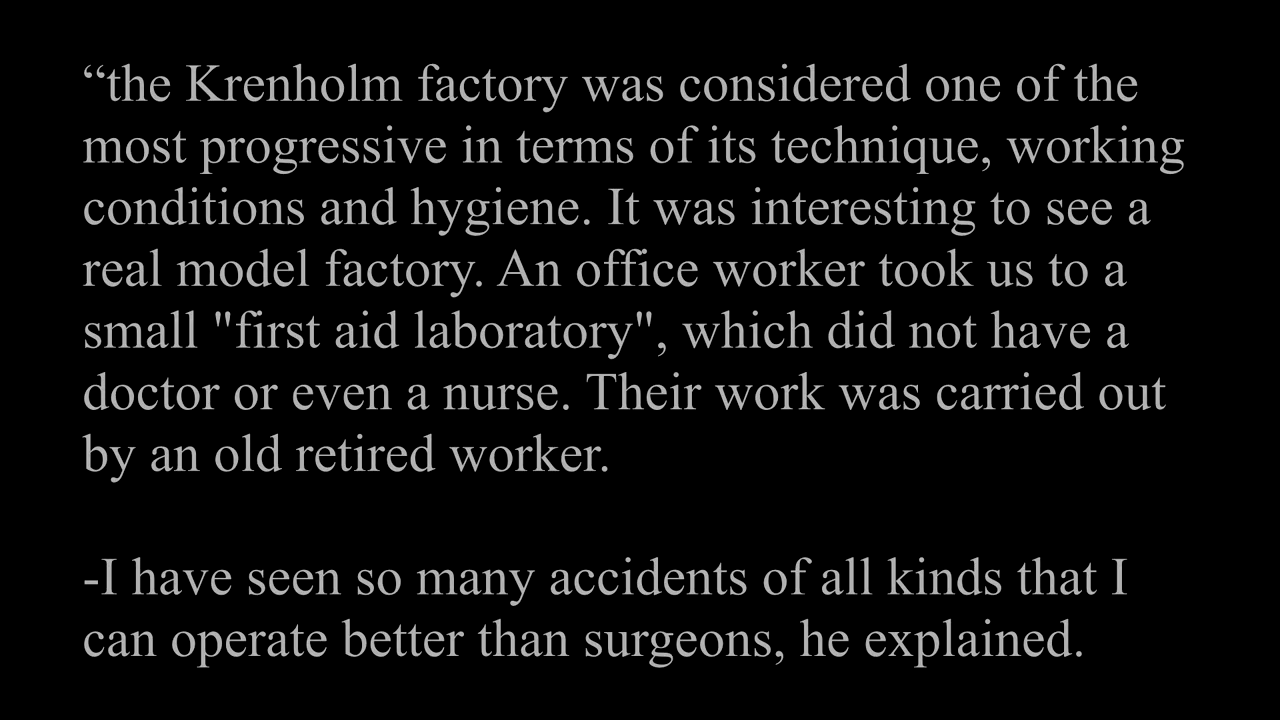 “the Krenholm factory was considered one of the
most progressive in terms of its technique, working
conditions and hygiene. It was interesting to see a
real model factory. An office worker took us to a
small "first aid laboratory", which did not have a
doctor or even a nurse. Their work was carried out
by an old retired worker.
-I have seen so many accidents of all kinds that I
can operate better than surgeons, he explained.